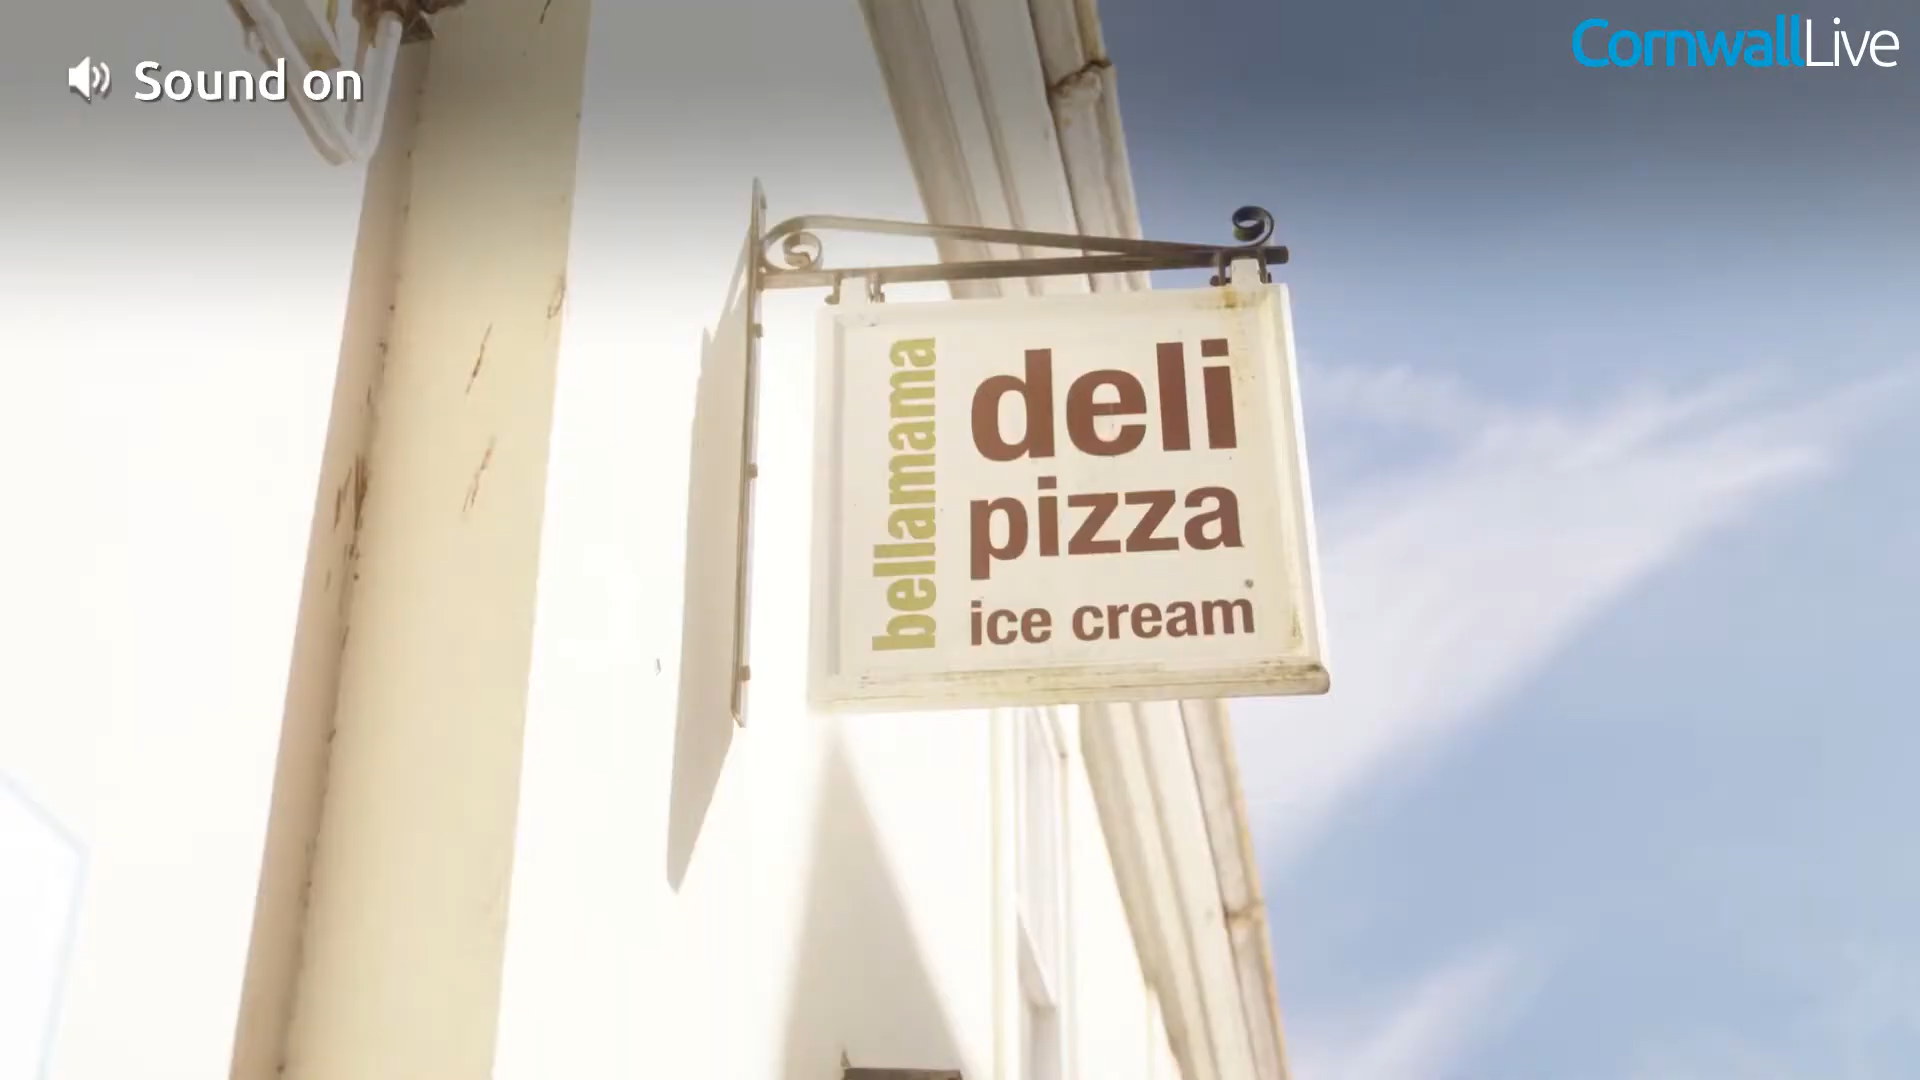 Sound on
CornwallLive
bellamama
deli
pizza
ice cream